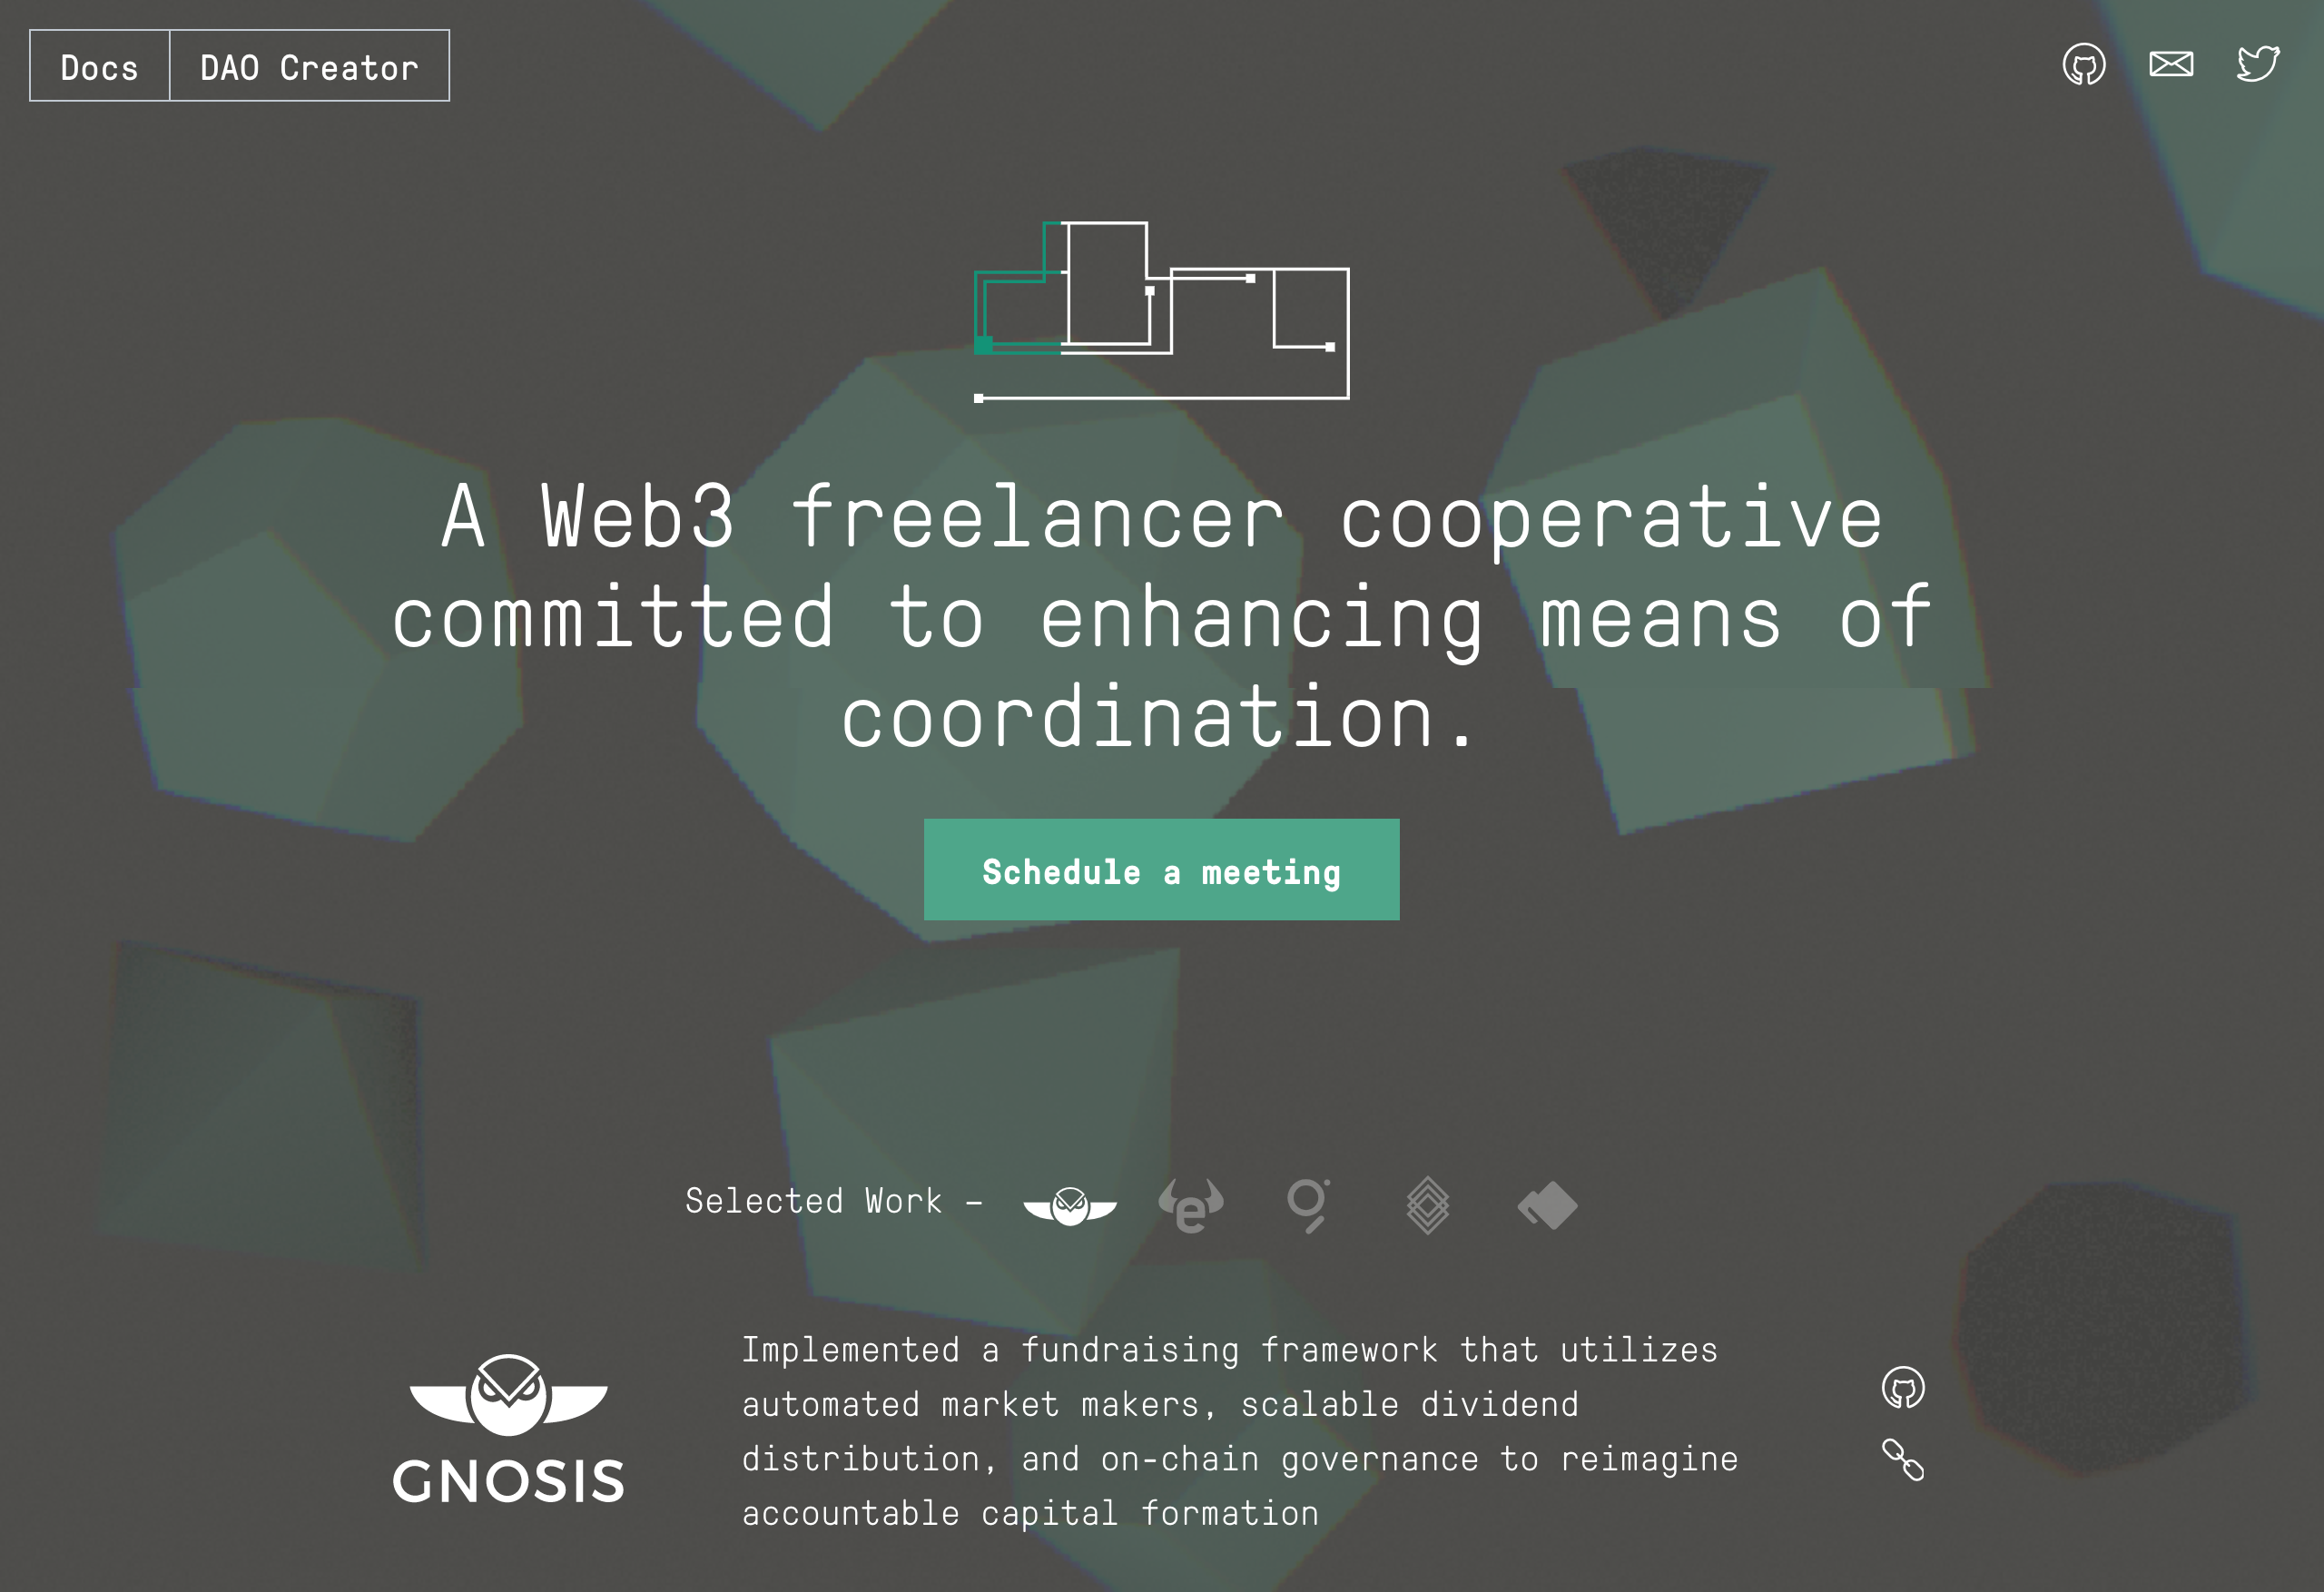 Docs
DAO Creator
A Web3 freelancer cooperative
committed to enhancing means of
coordination.
Schedule a meeting
Selected Work –
Implemented a fundraising framework that utilizes
automated market makers, scalable dividend
distribution, and on-chain governance to reimagine
accountable capital formation
GNOSIS